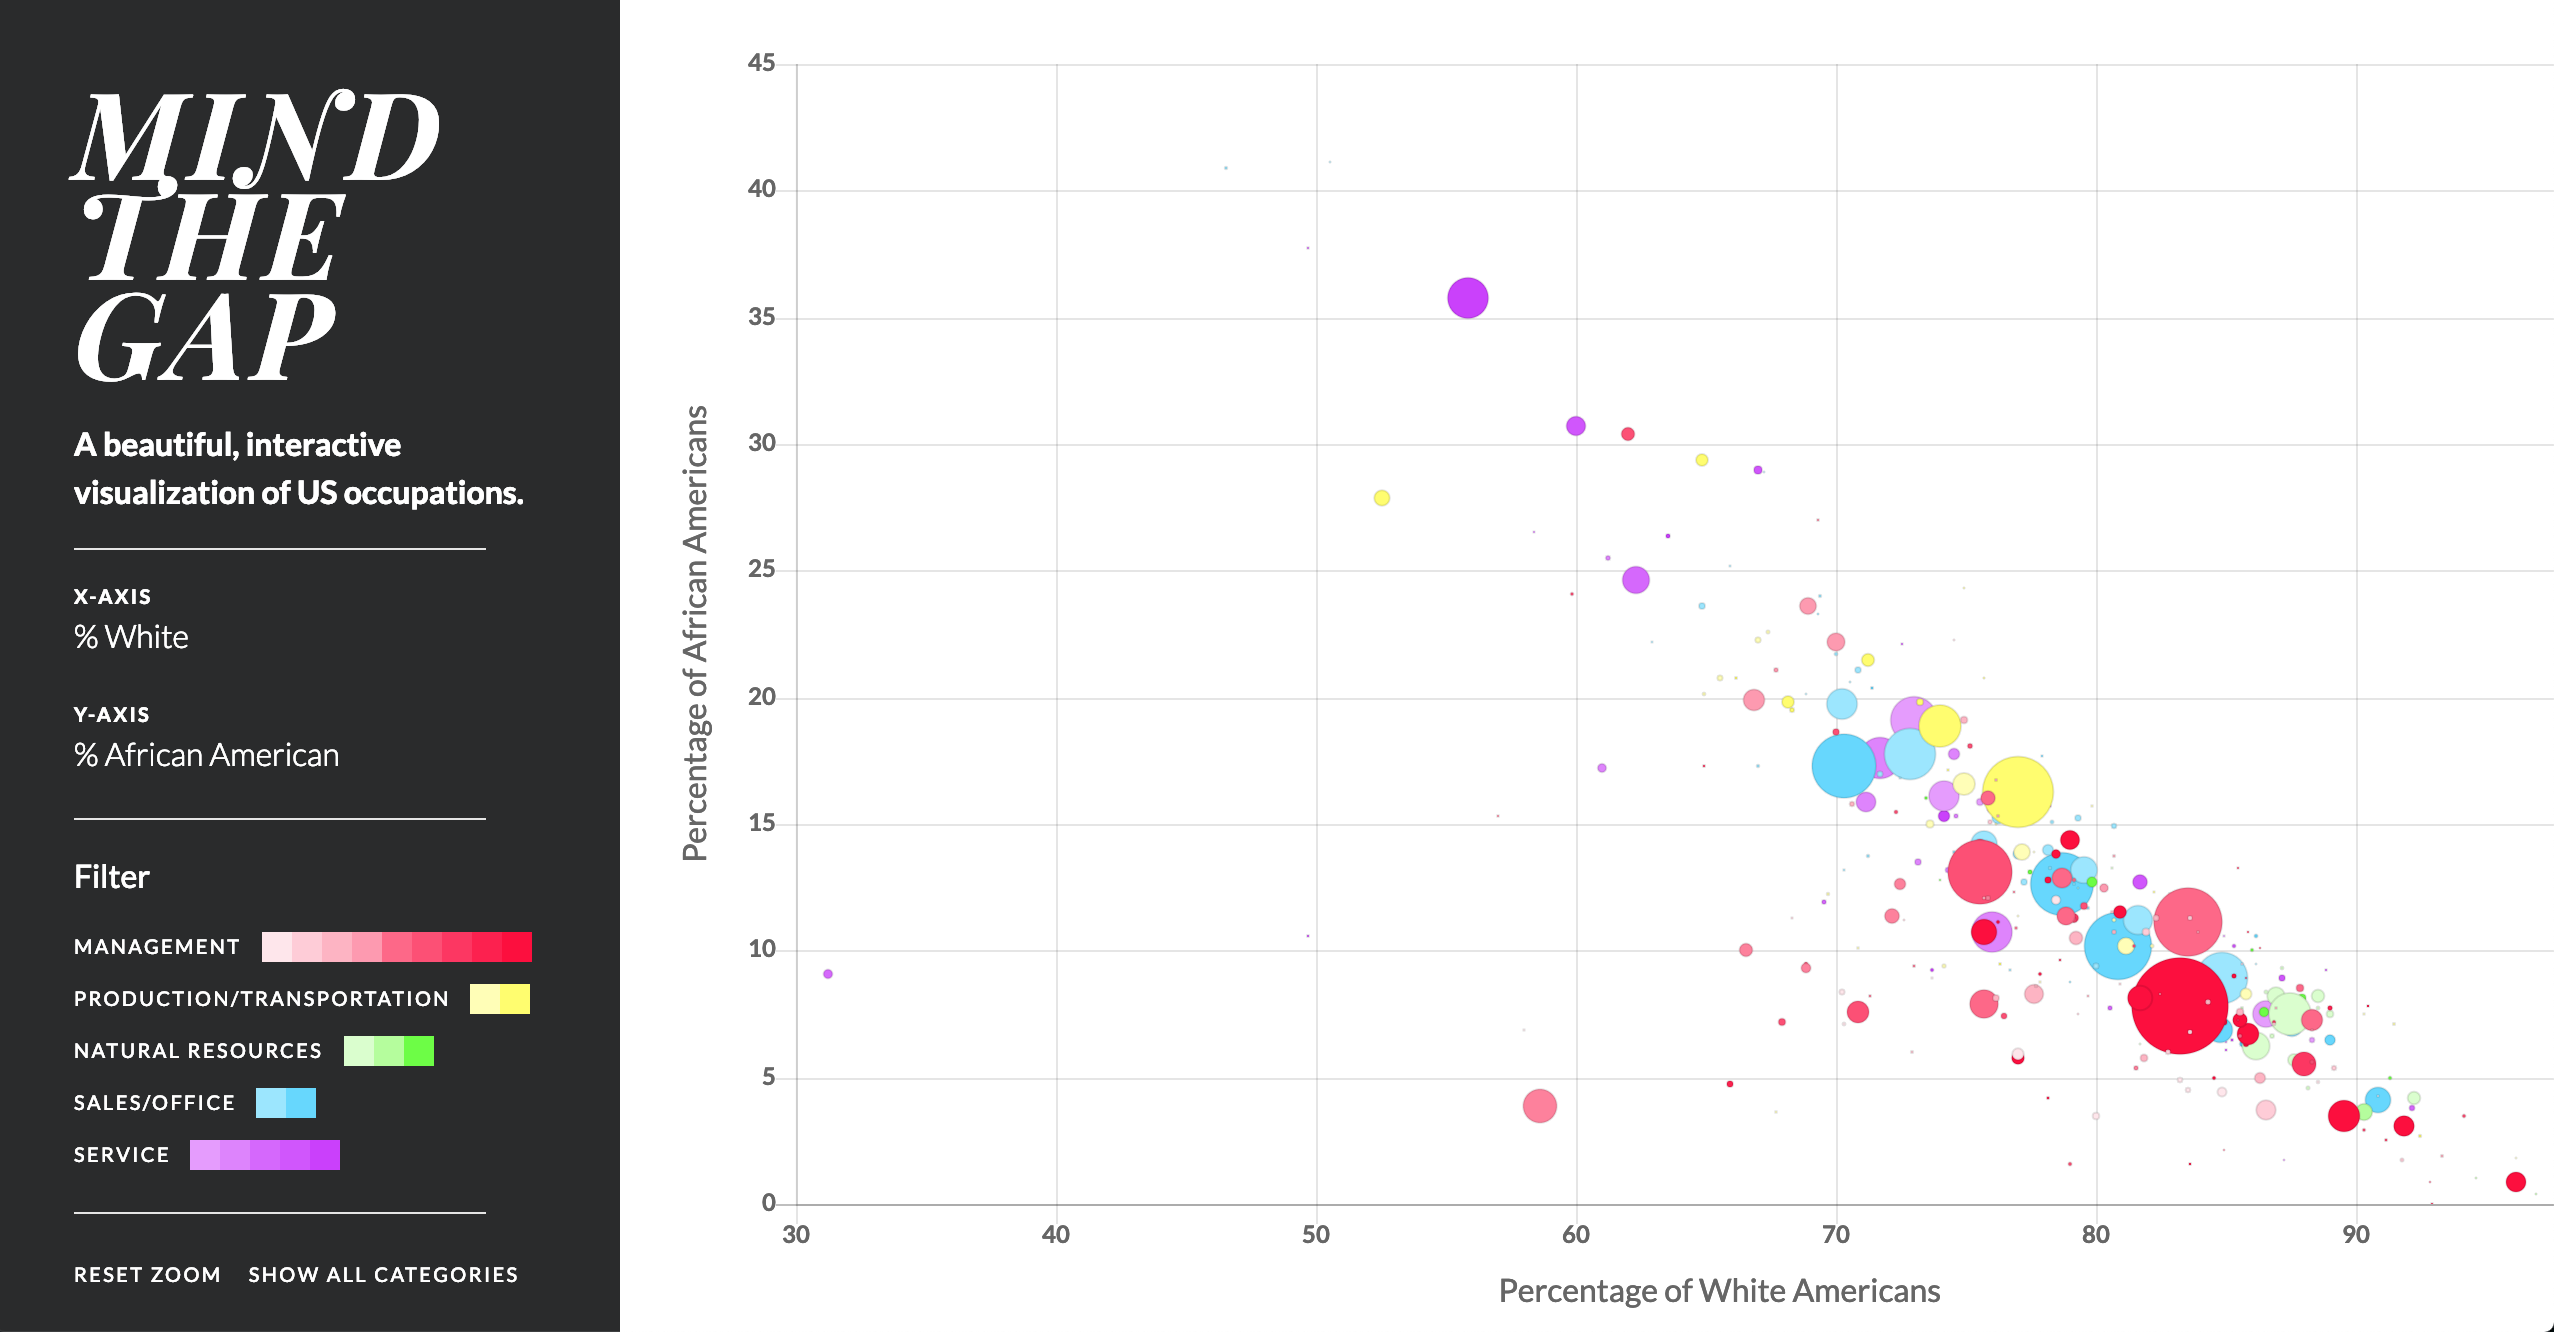 MIND
THE
GAP
A beautiful, interactive
visualization of US occupations.
X-AXIS
% White
Y-AXIS
% African American
Filter
MANAGEMENT
PRODUCTION/TRANSPORTATION
NATURAL RESOURCES
SALES/OFFICE
SERVICE
RESET ZOOM SHOW ALL CATEGORIES
Percentage of African Americans
45
40
35
30
25
20
15
10
5
0
30 40 50 60 70 80 90
Percentage of White Americans